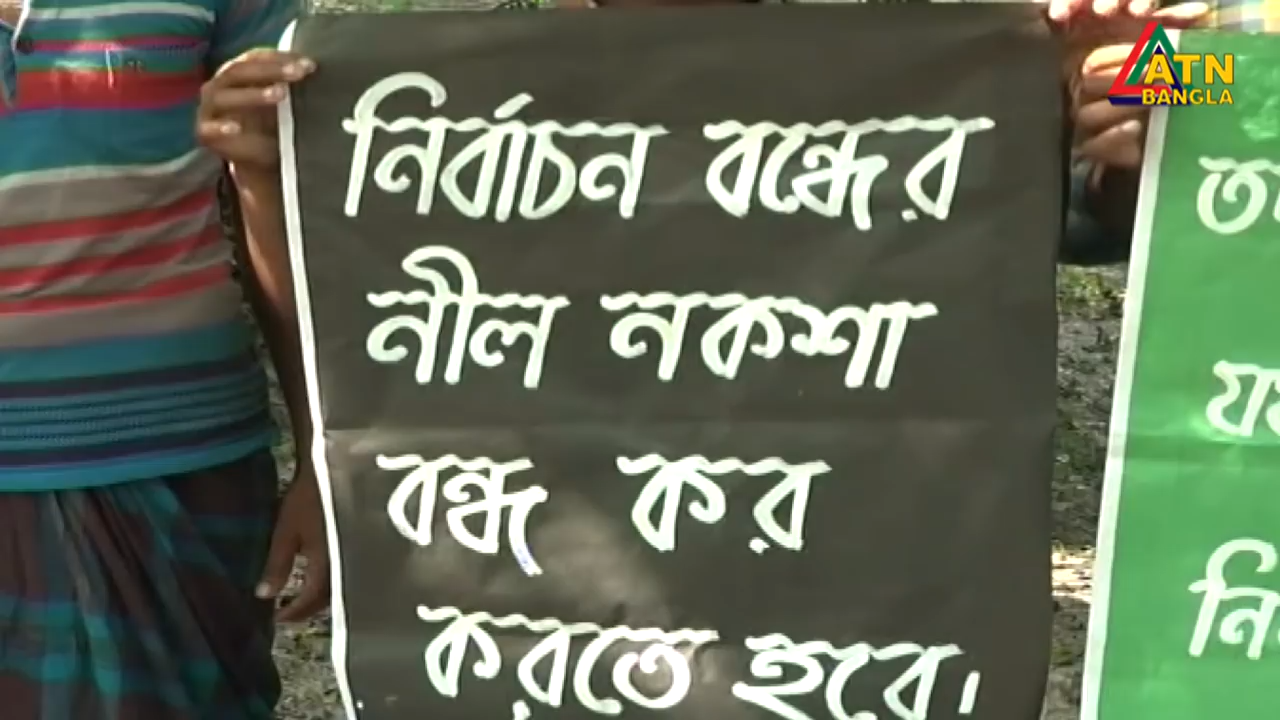 ATN
BANGLA
নির্বাচন বন্ধের
নীল নকশা
বন্ধ কর
করতে হবে।